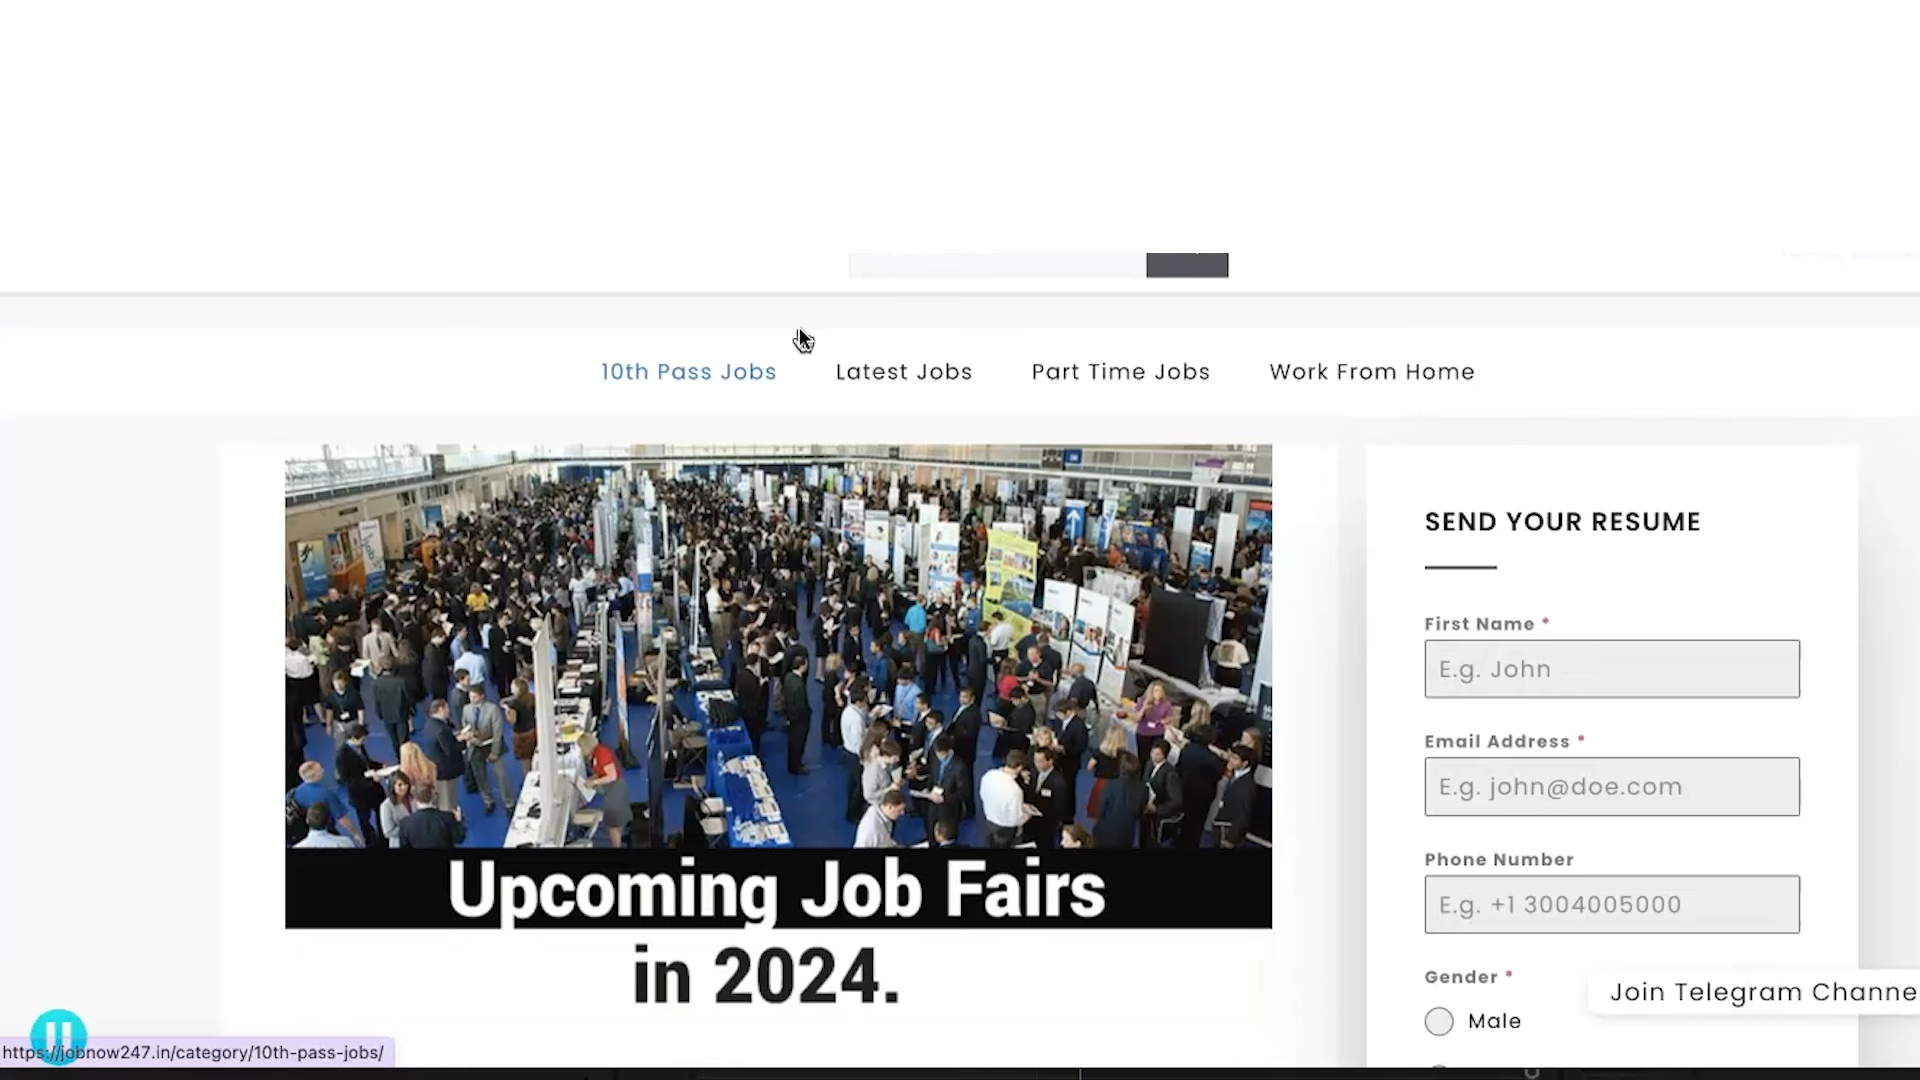 10th Pass Jobs
Latest Jobs
Part Time Jobs
Work From Home
Upcoming Job Fairs
in 2024.
SEND YOUR RESUME
First Name *
E.g. John
Email Address *
E.g. john@doe.com
Phone Number
E.g. +1 3004005000
Gender *
Male
Join Telegram Channe
https://jobnow247.in/category/10th-pass-jobs/